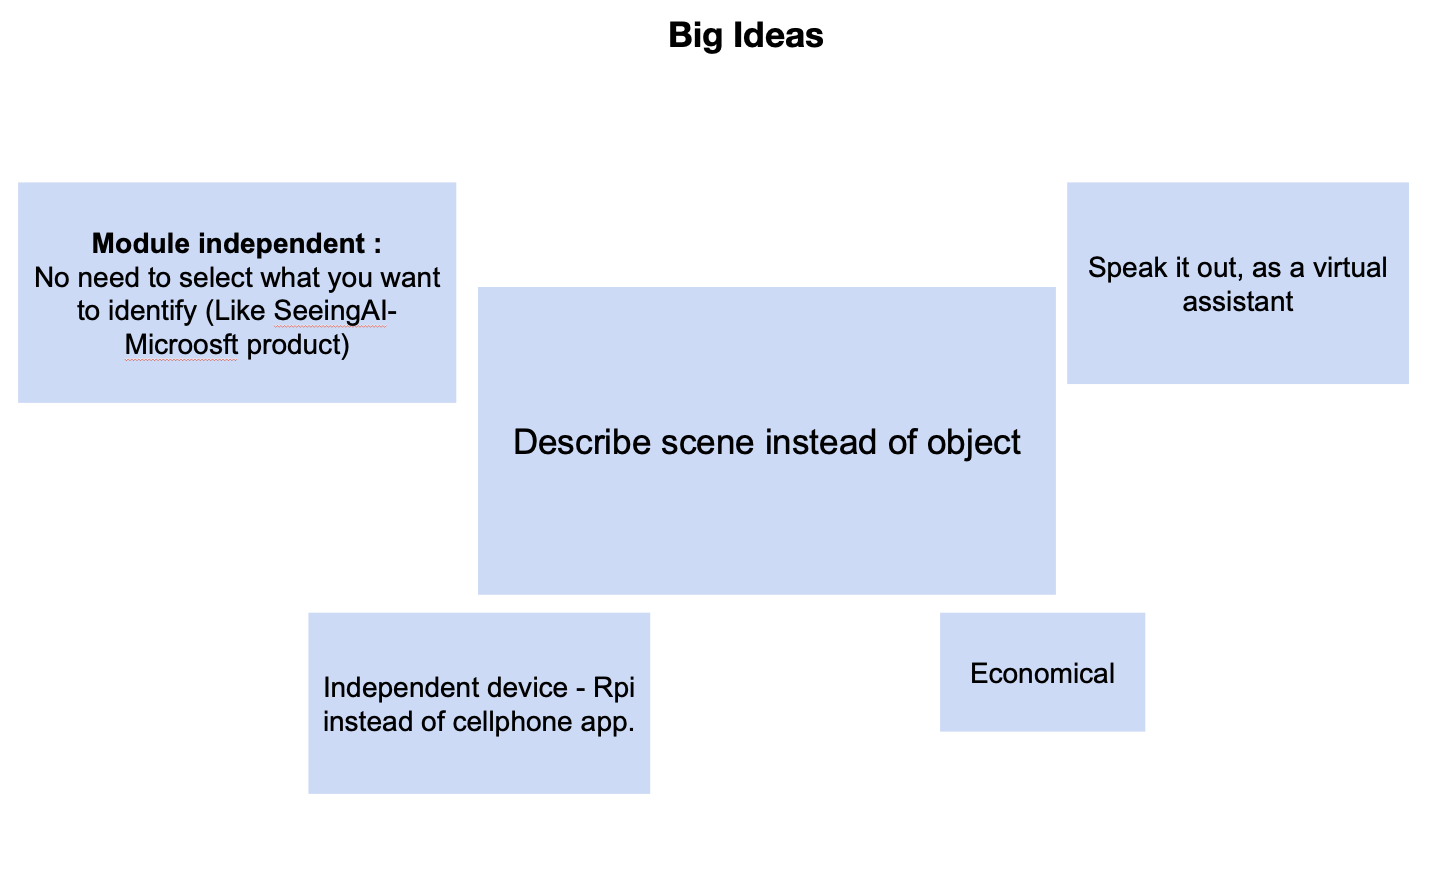 Big Ideas
Module independent :
No need to select what you want
to identify (Like SeeingAI-
Microosft product)
Speak it out, as a virtual
assistant
Describe scene instead of object
Independent device - Rpi
instead of cellphone app.
Economical